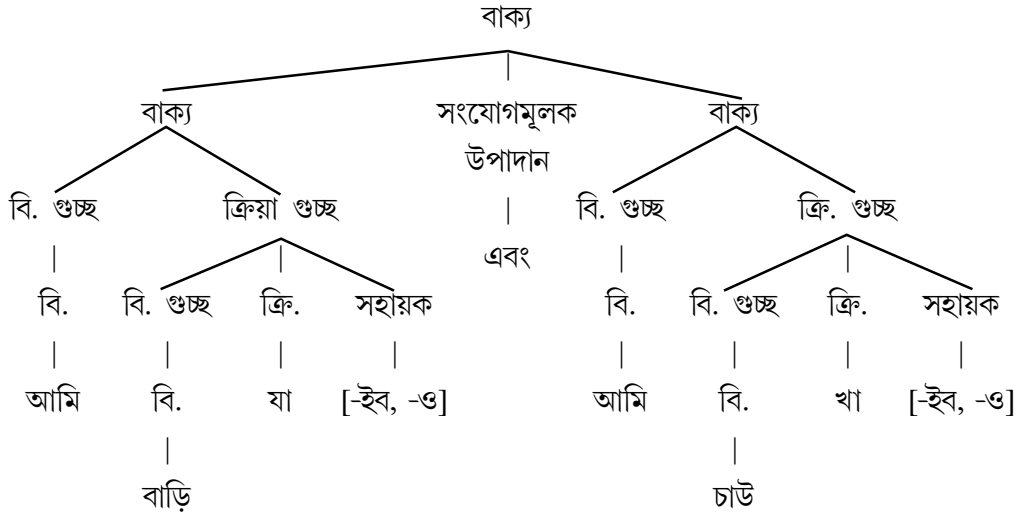 বাক্য
বাক্য সংযোগমূলক বাক্য
উপাদান
বি. গুচ্ছ ক্রিয়া গুচ্ছ বি. গুচ্ছ ক্রি. গুচ্ছ
এবং
বি. বি. গুচ্ছ ক্রি. সহায়ক বি. বি. গুচ্ছ ক্রি. সহায়ক
আমি বি. যা [-ইব, -ও] আমি বি. খা [-ইব, -ও]
বাড়ি চাউ